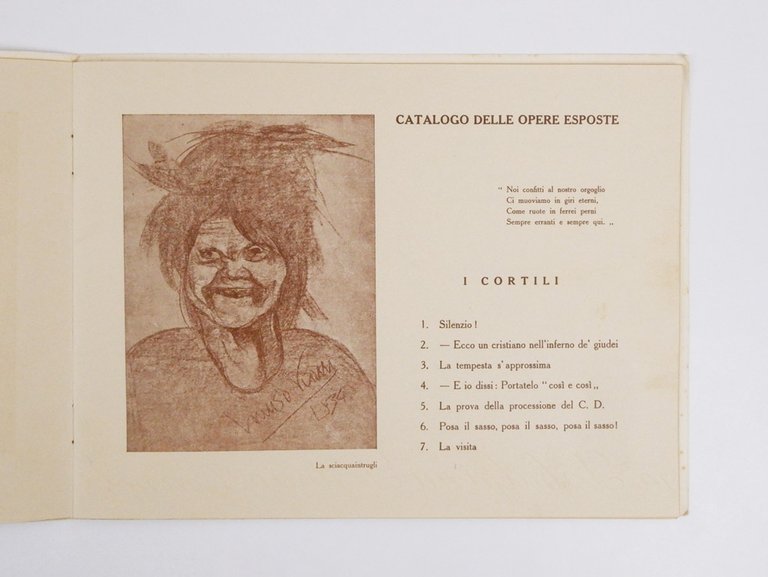 CATALOGO DELLE OPERE ESPOSTE
“ Noi confitti al nostro orgoglio
Ci muoviamo in giri eterni,
Come ruote in ferrei perni
Sempre erranti e sempre qui. „
I CORTILI
1. Silenzio !
2. — Ecco un cristiano nell'inferno de' giudei
3. La tempesta s'approssima
4. — E io dissi : Portatelo “ così e così „
5. La prova della processione del C. D.
6. Posa il sasso, posa il sasso, posa il sasso !
7. La visita
1934
La sciacquaintrugli